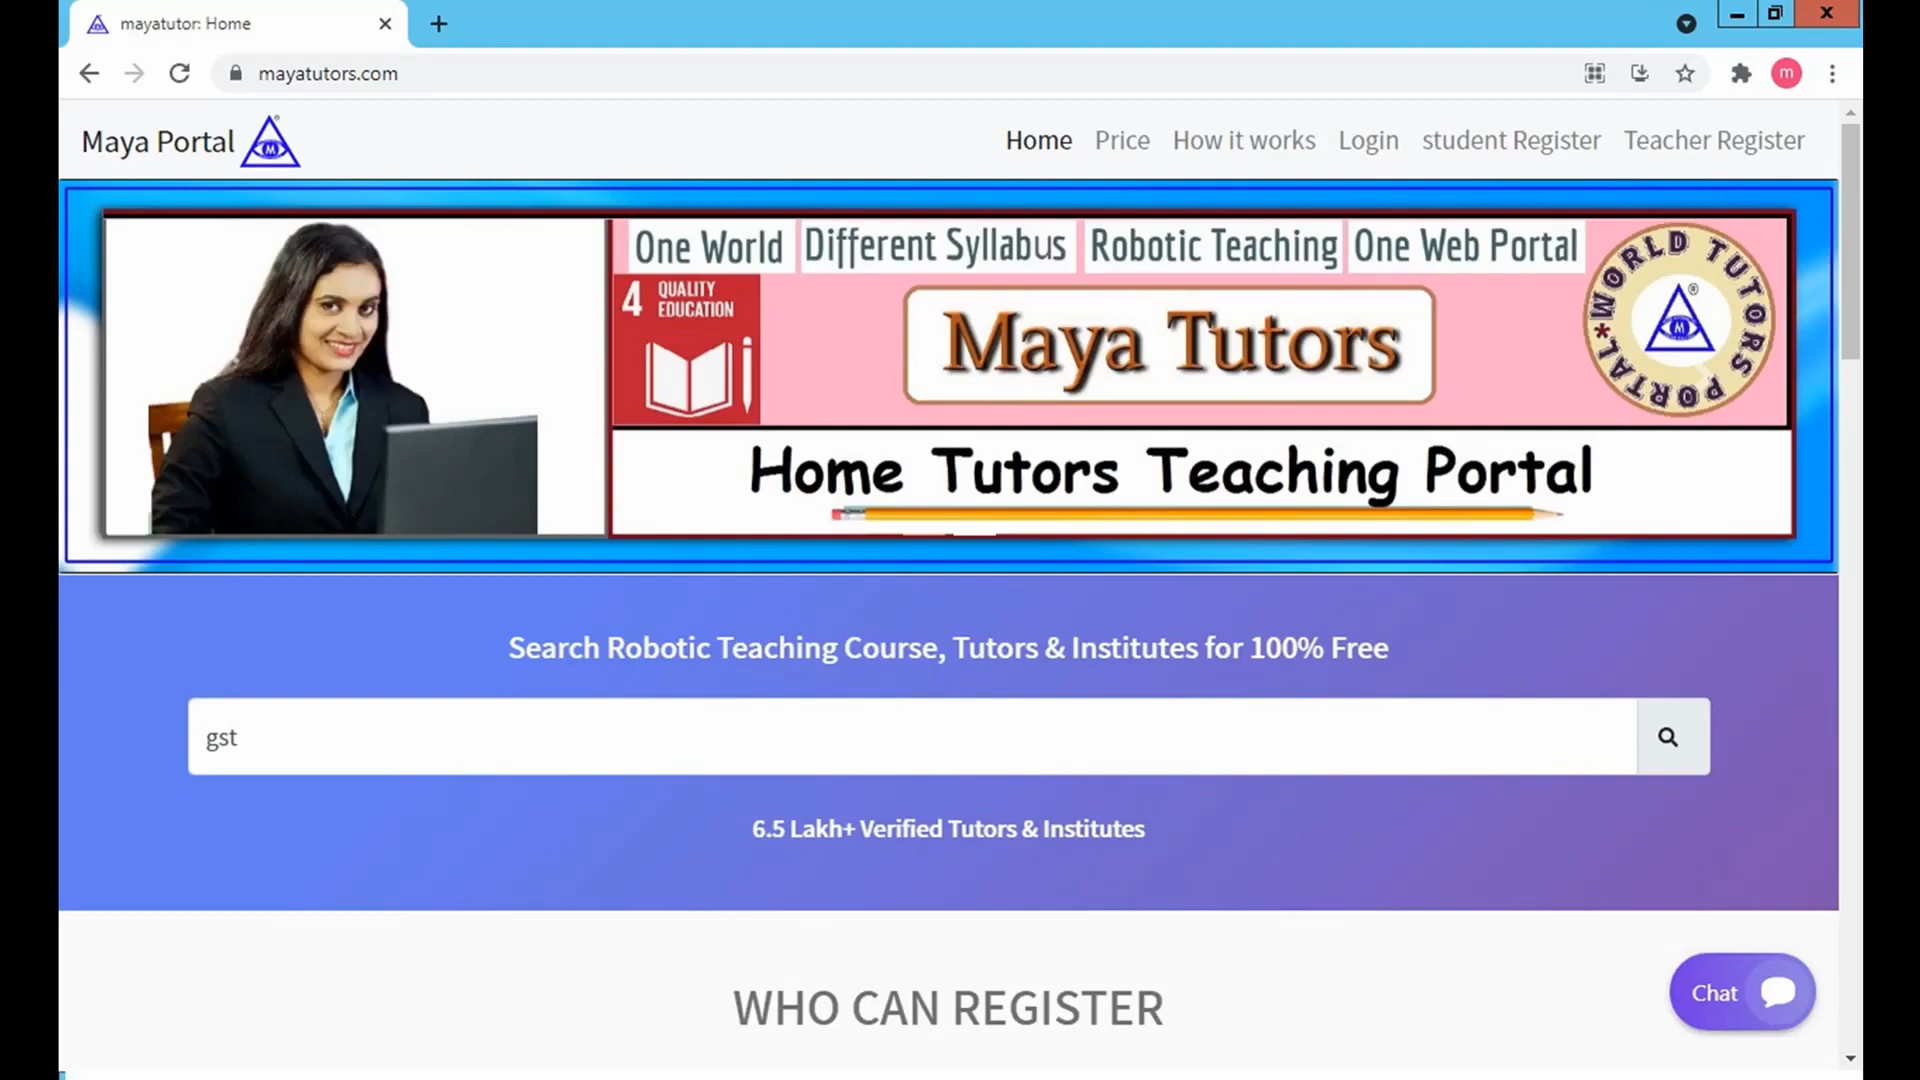 mayatutor: Home
mayatutors.com
m
Maya Portal
M
Home Price How it works Login student Register Teacher Register
One World Different Syllabus Robotic Teaching One Web Portal
4 QUALITY EDUCATION
Maya Tutors
WORLD TUTORS PORTAL*
M
Home Tutors Teaching Portal
Search Robotic Teaching Course, Tutors & Institutes for 100% Free
gst
6.5 Lakh+ Verified Tutors & Institutes
WHO CAN REGISTER
Chat